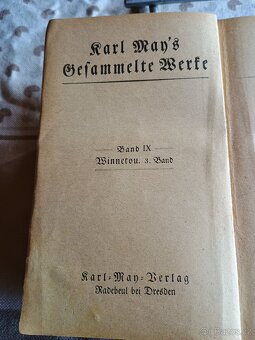 Karl May's
Gesammelte Werke
Band IX
Winnetou. 3. Band
Karl-May-Verlag
Radebeul bei Dresden